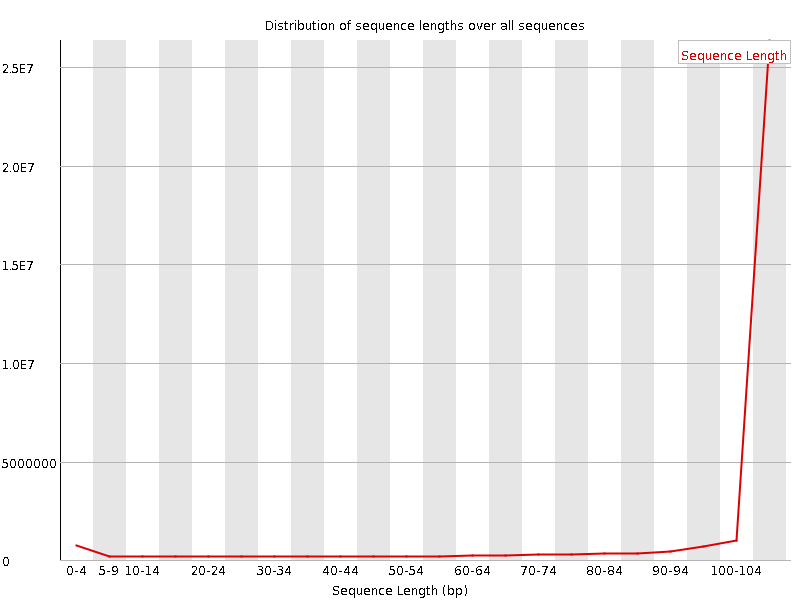 Distribution of sequence lengths over all sequences
Sequence Length
2.5E7
2.0E7
1.5E7
1.0E7
5000000
0
0-4 5-9 10-14 20-24 30-34 40-44 50-54 60-64 70-74 80-84 90-94 100-104
Sequence Length (bp)